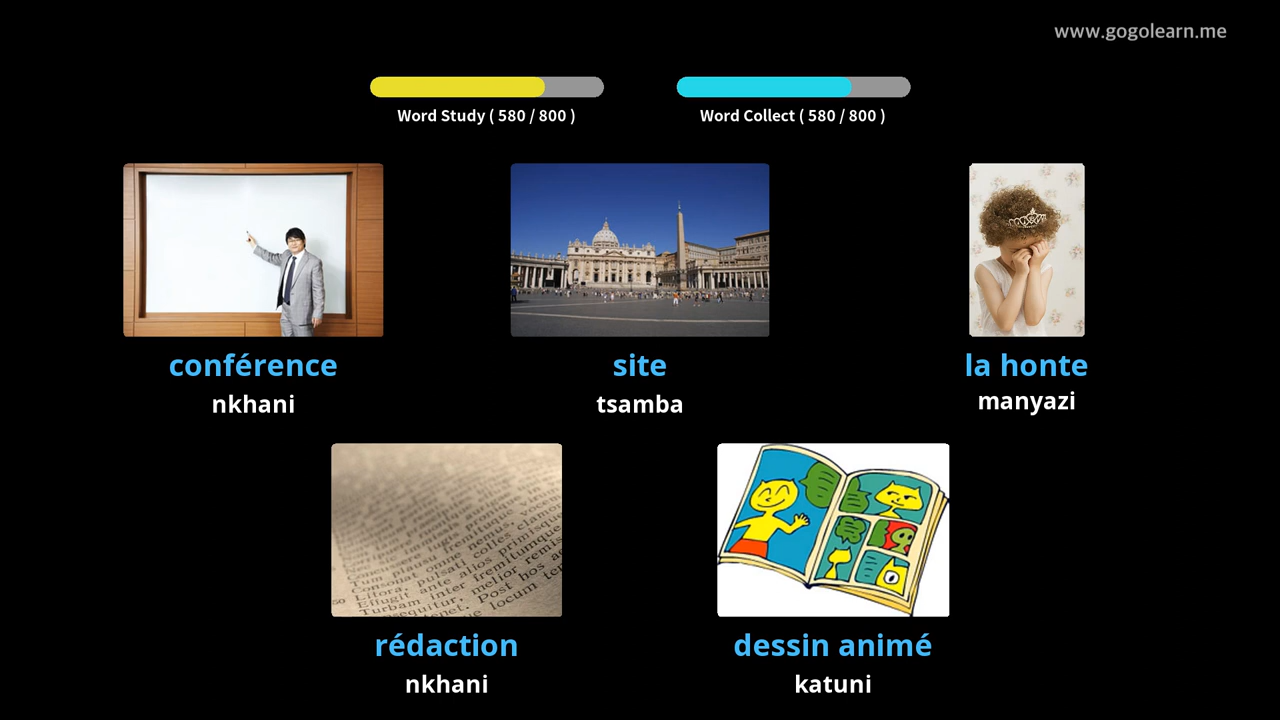 www.gogolearn.me
Word Study ( 580 / 800 )
Word Collect ( 580 / 800 )
conférence
nkhani
site
tsamba
la honte
manyazi
rédaction
nkhani
dessin animé
katuni